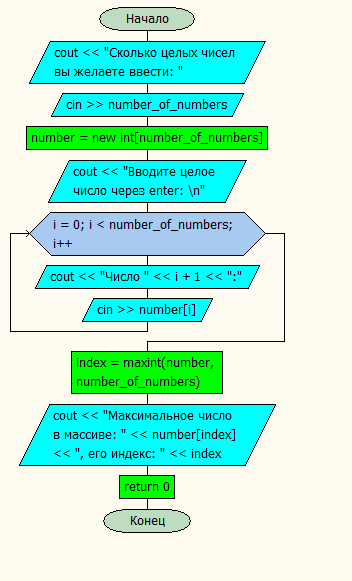 Начало
cout << "Сколько целых чисел
вы желаете ввести: "
cin >> number_of_numbers
number = new int[number_of_numbers]
cout << "Вводите целое
число через enter: \n"
i = 0; i < number_of_numbers;
i++
cout << "Число " << i + 1 << ":"
cin >> number[i]
index = maxint(number,
number_of_numbers)
cout << "Максимальное число
в массиве: " << number[index]
<< ", его индекс: " << index
return 0
Конец